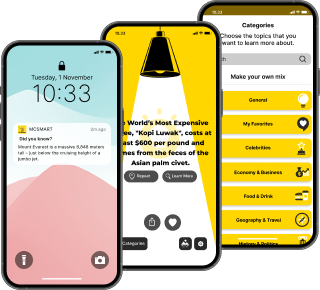 Tuesday, 1 November
10:33
MCSMART
2m ago
Did you know?
Mount Everest is a massive 8,848 meters
tall – just below the cruising height of a
jumbo jet.
10:33
World's Most Expensive
"Kopi Luwak", costs at
$600 per pound and
from the feces of the
Asian palm civet.
Repeat
Learn More
Categories
10:33
Categories
Choose the topics that you
want to learn more about.
Make your own mix
General
My Favorites
Celebrities
Economy & Business
Food & Drink
Geography & Travel
History & Politics